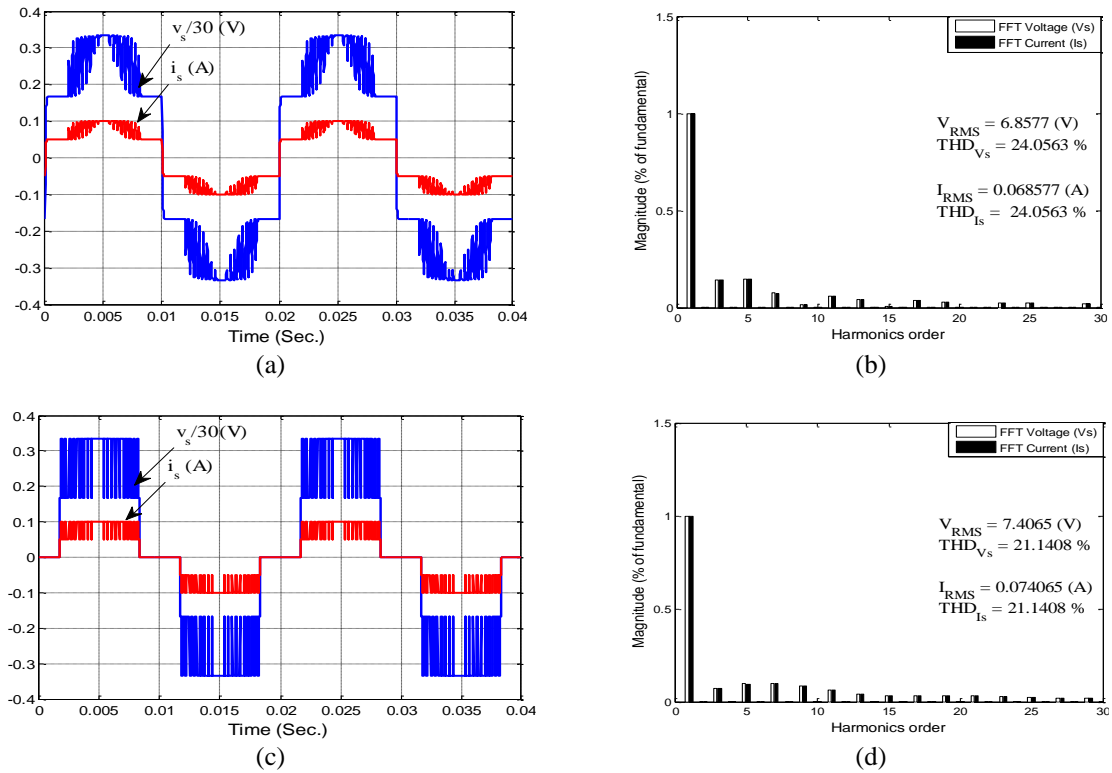 v_s/30 (V)
i_s (A)
0.4
0.3
0.2
0.1
0
-0.1
-0.2
-0.3
-0.4
0 0.005 0.01 0.015 0.02 0.025 0.03 0.035 0.04
Time (Sec.)
(a)
FFT Voltage (Vs)
FFT Current (Is)
V_RMS = 6.8577 (V)
THD_Vs = 24.0563 %
I_RMS = 0.068577 (A)
THD_Is = 24.0563 %
Magnitude (% of fundamental)
1.5
1
0.5
0
0 5 10 15 20 25 30
Harmonics order
(b)
v_s/30(V)
i_s (A)
0.4
0.3
0.2
0.1
0
-0.1
-0.2
-0.3
-0.4
0 0.005 0.01 0.015 0.02 0.025 0.03 0.035 0.04
Time (Sec.)
(c)
FFT Voltage (Vs)
FFT Current (Is)
V_RMS = 7.4065 (V)
THD_Vs = 21.1408 %
I_RMS = 0.074065 (A)
THD_Is = 21.1408 %
Magnitude (% of fundamental)
1.5
1
0.5
0
0 5 10 15 20 25 30
Harmonics order
(d)